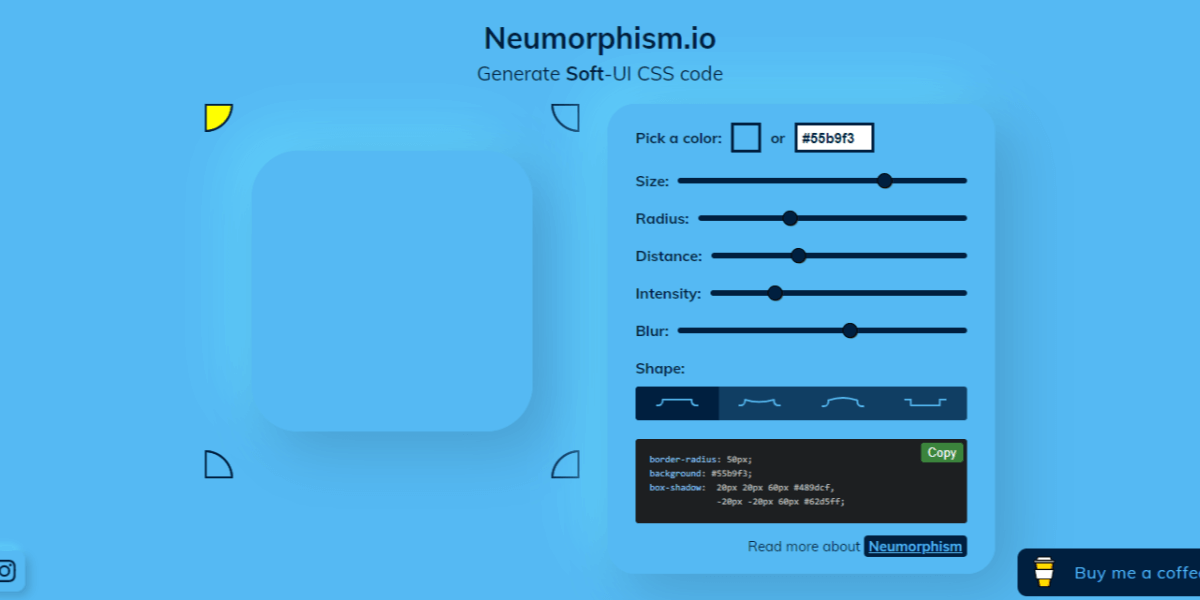 Neumorphism.io
Generate Soft-UI CSS code
Pick a color: or #55b9f3
Size:
Radius:
Distance:
Intensity:
Blur:
Shape:
Copy
border-radius: 50px;
background: #55b9f3;
box-shadow: 20px 20px 60px #489dcf,
-20px -20px 60px #62d5ff;
Read more about Neumorphism
Buy me a coffe